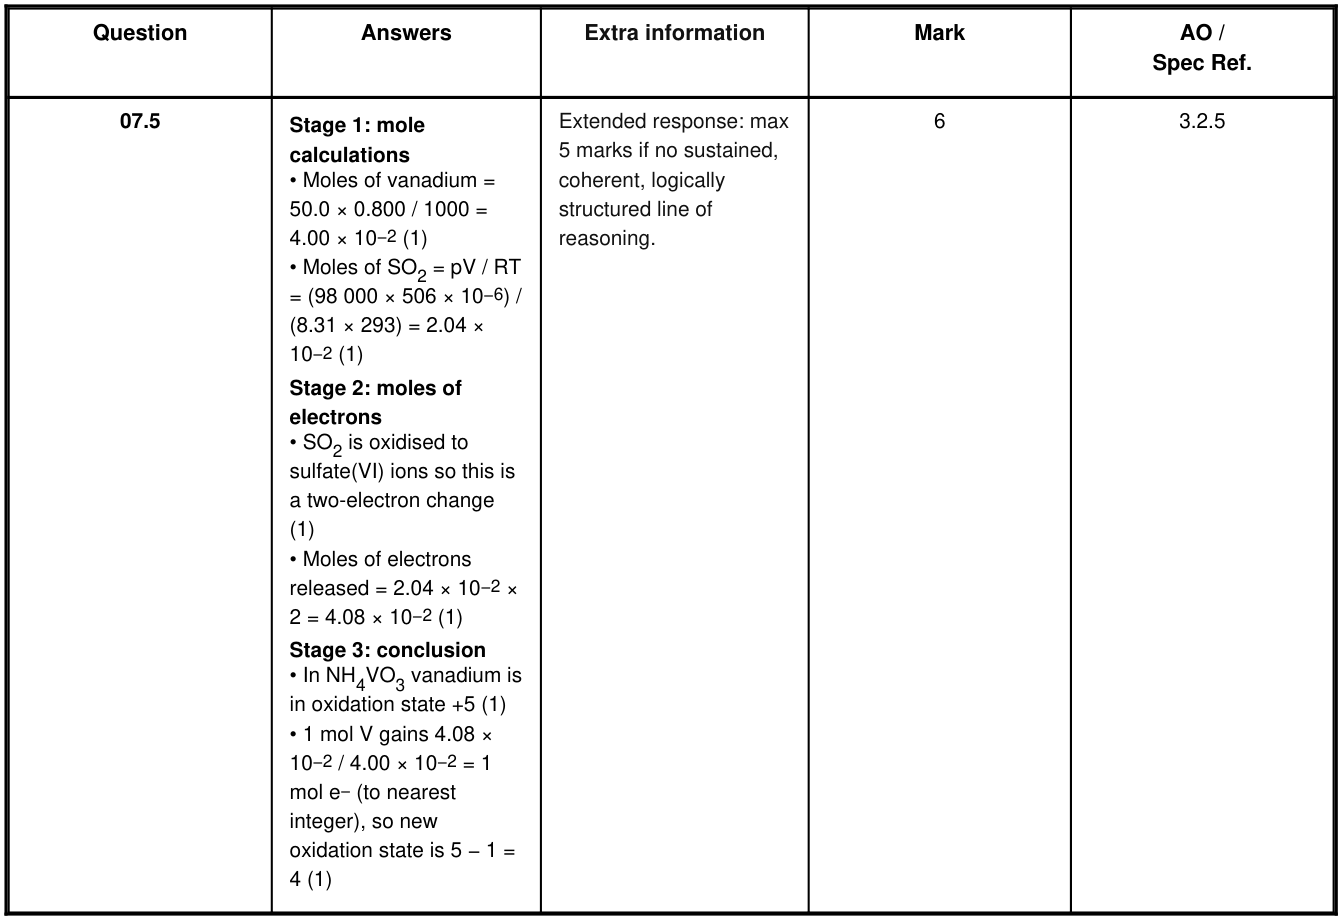 Question
Answers
Extra information
Mark
AO /
Spec Ref.
07.5
Stage 1: mole
calculations
• Moles of vanadium =
50.0 × 0.800 / 1000 =
4.00 × 10⁻² (1)
• Moles of SO₂ = pV / RT
= (98 000 × 506 × 10⁻⁶) /
(8.31 × 293) = 2.04 ×
10⁻² (1)
Stage 2: moles of
electrons
• SO₂ is oxidised to
sulfate(VI) ions so this is
a two-electron change
(1)
• Moles of electrons
released = 2.04 × 10⁻² ×
2 = 4.08 × 10⁻² (1)
Stage 3: conclusion
• In NH₄VO₃ vanadium is
in oxidation state +5 (1)
• 1 mol V gains 4.08 ×
10⁻² / 4.00 × 10⁻² = 1
mol e⁻ (to nearest
integer), so new
oxidation state is 5 − 1 =
4 (1)
Extended response: max
5 marks if no sustained,
coherent, logically
structured line of
reasoning.
6
3.2.5